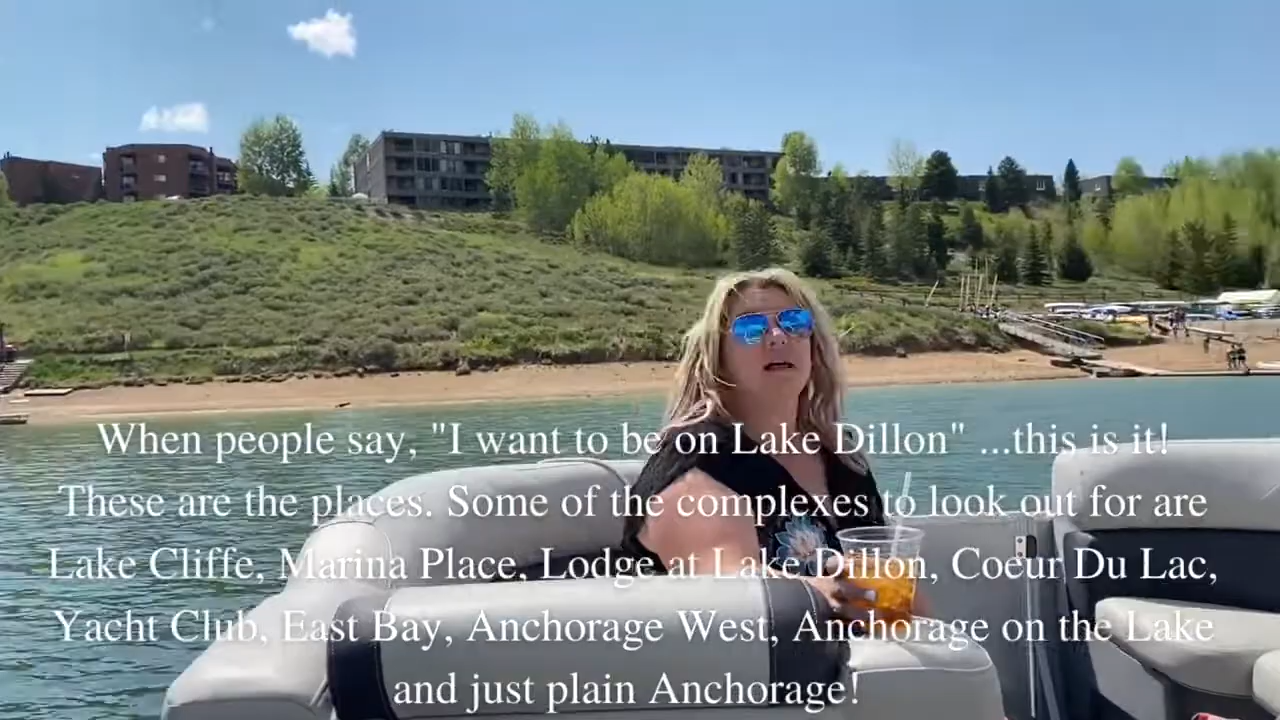 When people say, "I want to be on Lake Dillon" ...this is it!
These are the places. Some of the complexes to look out for are
Lake Cliffe, Marina Place, Lodge at Lake Dillon, Coeur Du Lac,
Yacht Club, East Bay, Anchorage West, Anchorage on the Lake
and just plain Anchorage!